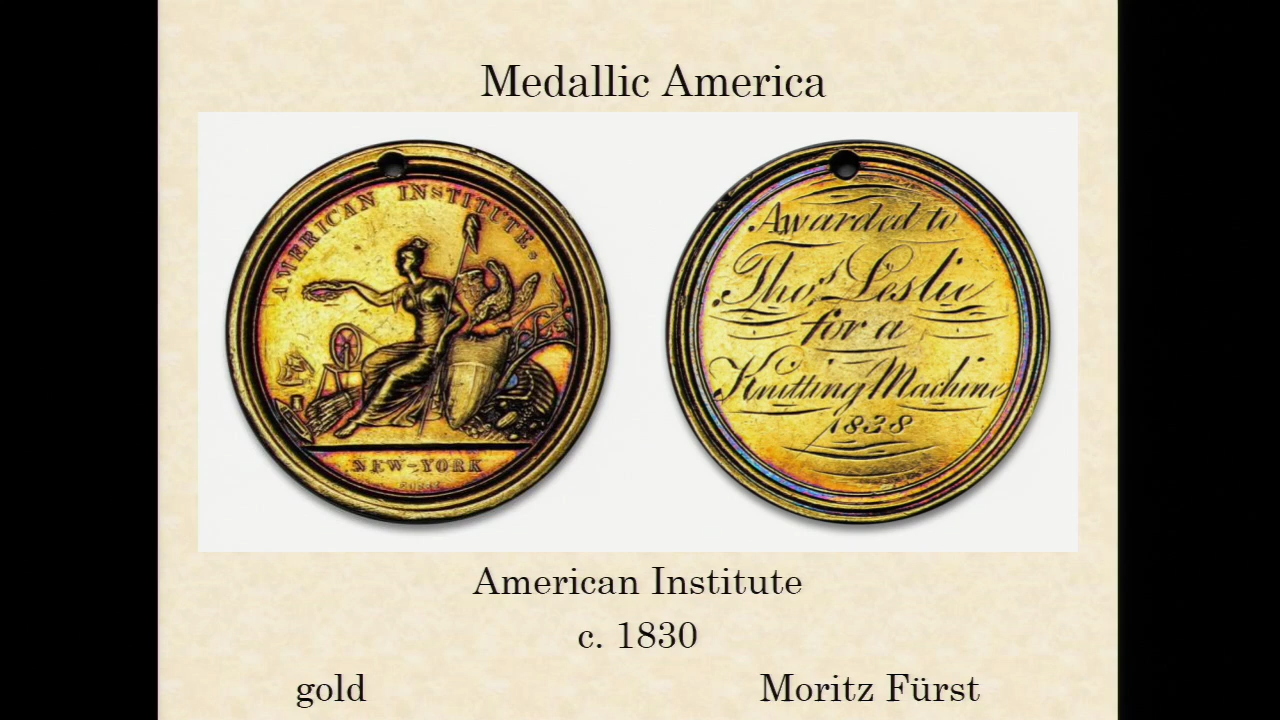 Medallic America
AMERICAN INSTITUTE.
NEW-YORK
FÜRST
Awarded to
Thos. Leslie
for a
Knitting Machine
1838
American Institute
c. 1830
gold
Moritz Fürst